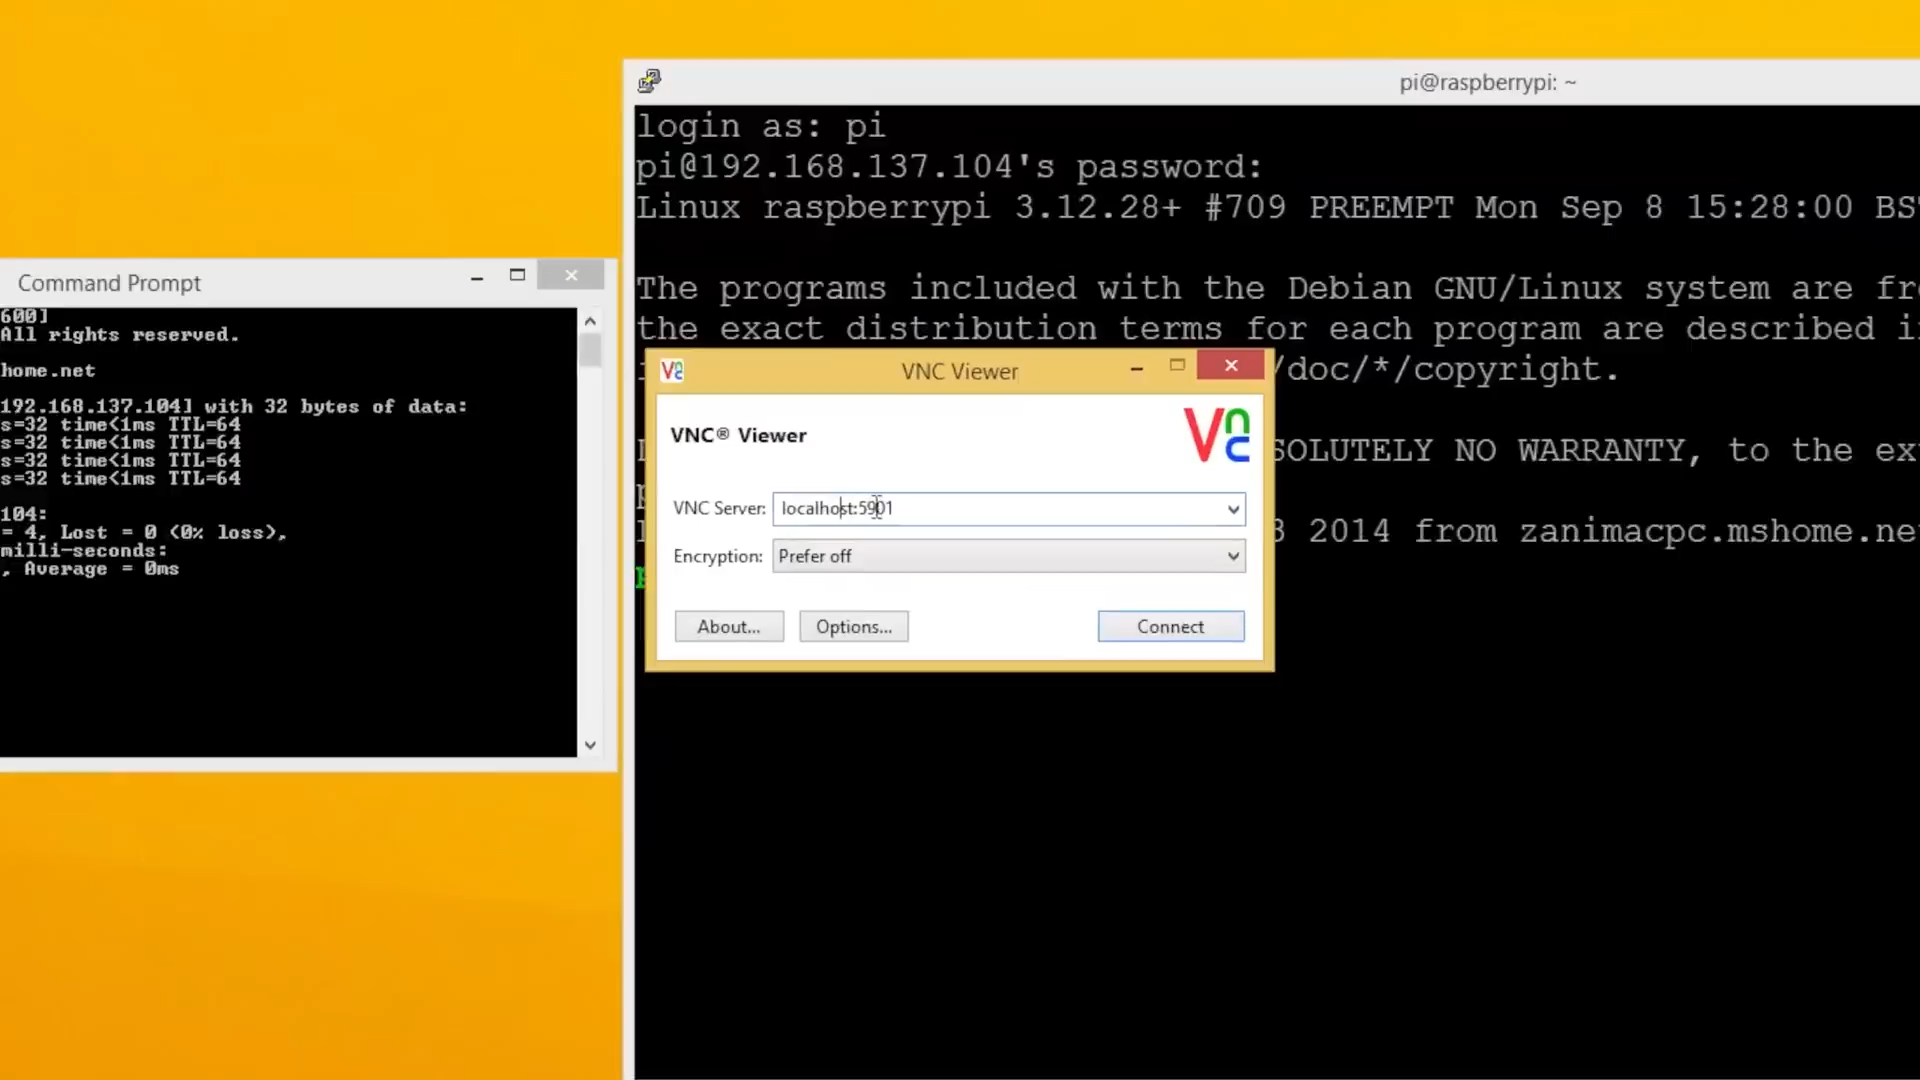 pi@raspberrypi: ~
login as: pi
pi@192.168.137.104's password:
Linux raspberrypi 3.12.28+ #709 PREEMPT Mon Sep 8 15:28:00 BS
The programs included with the Debian GNU/Linux system are fr
the exact distribution terms for each program are described i
/doc/*/copyright.
SOLUTELY NO WARRANTY, to the ex
3 2014 from zanimacpc.mshome.ne
Command Prompt
600]
All rights reserved.
home.net
192.168.137.104] with 32 bytes of data:
s=32 time<1ms TTL=64
s=32 time<1ms TTL=64
s=32 time<1ms TTL=64
s=32 time<1ms TTL=64
104:
= 4, Lost = 0 (0% loss),
milli-seconds:
, Average = 0ms
VNC Viewer
VNC® Viewer
VNC Server: localhost:5901
Encryption: Prefer off
About... Options... Connect